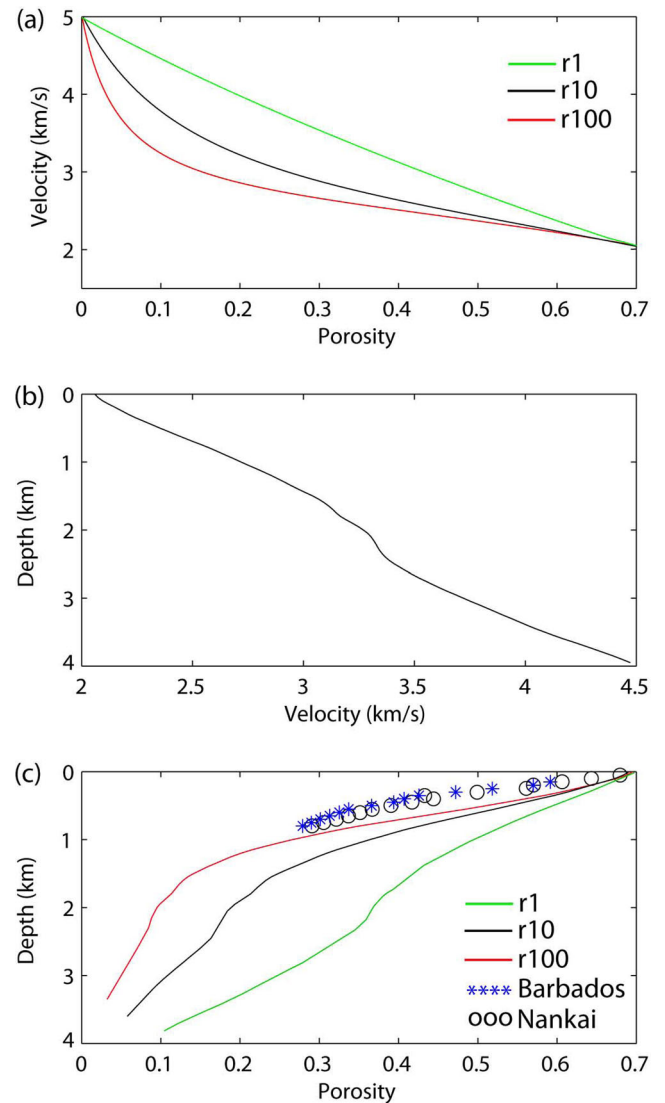 (a)
5
4
3
2
Velocity (km/s)
r1
r10
r100
0 0.1 0.2 0.3 0.4 0.5 0.6 0.7
Porosity
(b)
0
1
2
3
4
Depth (km)
2 2.5 3 3.5 4 4.5
Velocity (km/s)
(c)
0
1
2
3
4
Depth (km)
r1
r10
r100
**** Barbados
ooo Nankai
0 0.1 0.2 0.3 0.4 0.5 0.6 0.7
Porosity